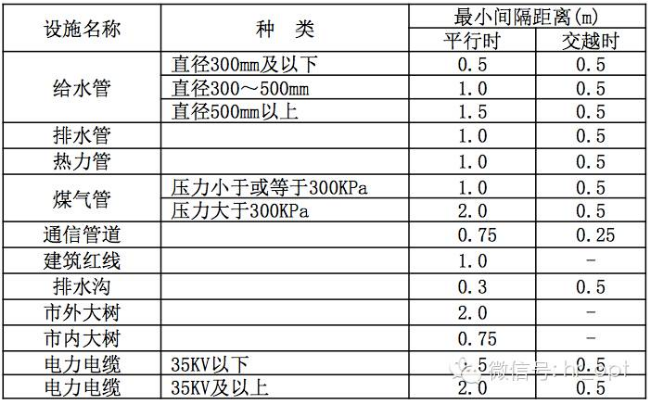 设施名称 种 类 最小间隔距离(m)
平行时 交越时
给水管 直径300mm及以下 0.5 0.5
直径300～500mm 1.0 0.5
直径500mm以上 1.5 0.5
排水管 1.0 0.5
热力管 1.0 0.5
煤气管 压力小于或等于300KPa 1.0 0.5
压力大于300KPa 2.0 0.5
通信管道 0.75 0.25
建筑红线 1.0 -
排水沟 0.3 0.5
市外大树 2.0 -
市内大树 0.75 -
电力电缆 35KV以下 .5 0.5
电力电缆 35KV及以上 2.0 0.5
微信号: